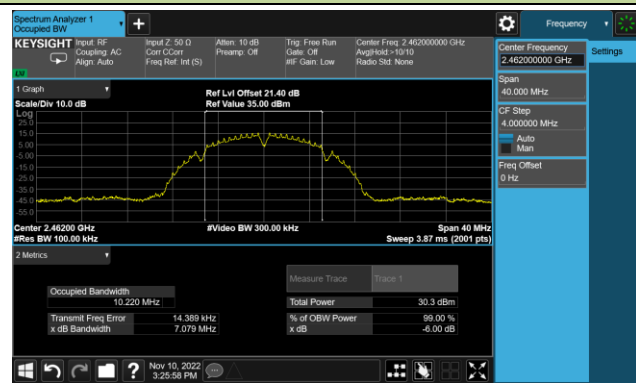 Spectrum Analyzer 1
Occupied BW
Frequency
KEYSIGHT
Input: RF
Coupling: AC
Align: Auto
Input Z: 50 Ω
Corr CCorr
Freq Ref: Int (S)
Atten: 10 dB
Preamp: Off
Trig: Free Run
Gate: Off
#IF Gain: Low
Center Freq: 2.462000000 GHz
Avg|Hold:>10/10
Radio Std: None
Center Frequency
2.462000000 GHz
Settings
Span
40.000 MHz
CF Step
4.000000 MHz
Auto
Man
Freq Offset
0 Hz
1 Graph
Scale/Div 10.0 dB
Ref Lvl Offset 21.40 dB
Ref Value 35.00 dBm
Log
25.0
15.0
5.00
-5.00
-15.0
-25.0
-35.0
-45.0
-55.0
Center 2.46200 GHz
#Res BW 100.00 kHz
#Video BW 300.00 kHz
Span 40 MHz
Sweep 3.87 ms (2001 pts)
2 Metrics
Measure Trace
Trace 1
Occupied Bandwidth
10.220 MHz
Total Power
30.3 dBm
Transmit Freq Error
14.389 kHz
% of OBW Power
99.00 %
x dB Bandwidth
7.079 MHz
x dB
-6.00 dB
Nov 10, 2022
3:25:58 PM